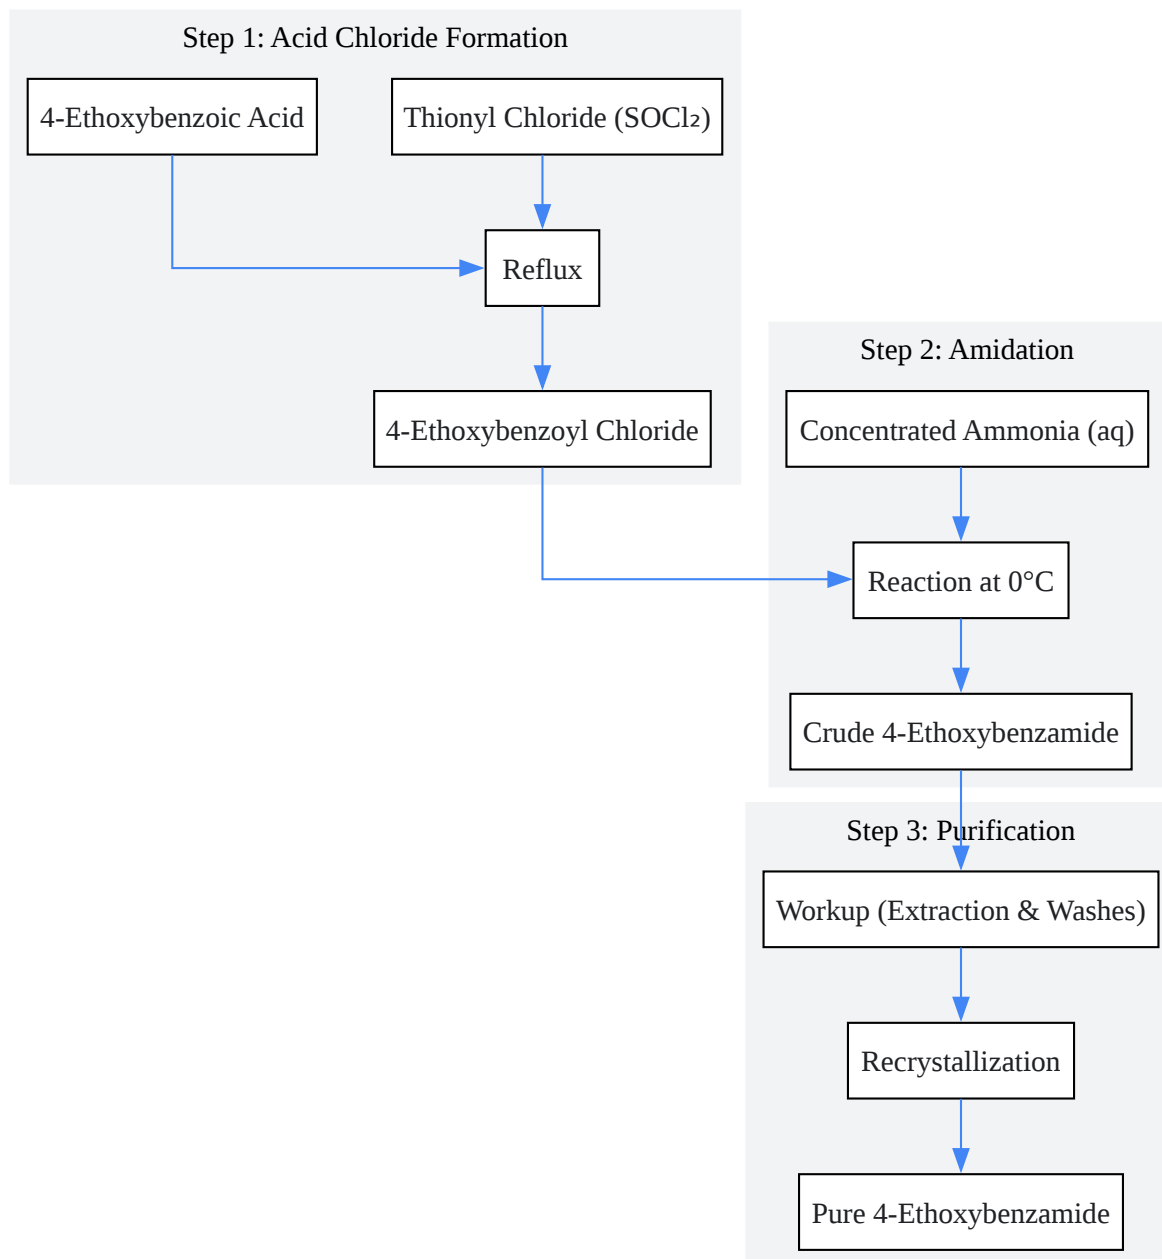 Step 1: Acid Chloride Formation
4-Ethoxybenzoic Acid
Thionyl Chloride (SOCl₂)
Reflux
4-Ethoxybenzoyl Chloride
Step 2: Amidation
Concentrated Ammonia (aq)
Reaction at 0°C
Crude 4-Ethoxybenzamide
Step 3: Purification
Workup (Extraction & Washes)
Recrystallization
Pure 4-Ethoxybenzamide